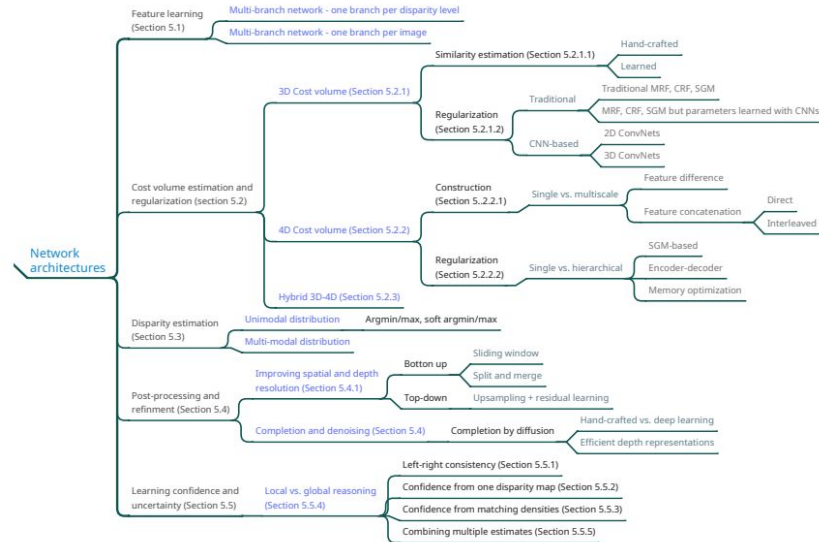 Network
architectures
Feature learning
(Section 5.1)
Multi-branch network - one branch per disparity level
Multi-branch network - one branch per image
Cost volume estimation and
regularization (section 5.2)
3D Cost volume (Section 5.2.1)
Similarity estimation (Section 5.2.1.1)
Hand-crafted
Learned
Regularization
(Section 5.2.1.2)
Traditional
Traditional MRF, CRF, SGM
MRF, CRF, SGM but parameters learned with CNNs
CNN-based
2D ConvNets
3D ConvNets
4D Cost volume (Section 5.2.2)
Construction
(Section 5..2.2.1)
Single vs. multiscale
Feature difference
Feature concatenation
Direct
Interleaved
Regularization
(Section 5.2.2.2)
Single vs. hierarchical
SGM-based
Encoder-decoder
Memory optimization
Hybrid 3D-4D (Section 5.2.3)
Disparity estimation
(Section 5.3)
Unimodal distribution
Argmin/max, soft argmin/max
Multi-modal distribution
Post-processing and
refinment (Section 5.4)
Improving spatial and depth
resolution (Section 5.4.1)
Botton up
Sliding window
Split and merge
Top-down
Upsampling + residual learning
Completion and denoising (Section 5.4)
Completion by diffusion
Hand-crafted vs. deep learning
Efficient depth representations
Learning confidence and
uncertainty (Section 5.5)
Local vs. global reasoning
(Section 5.5.4)
Left-right consistency (Section 5.5.1)
Confidence from one disparity map (Section 5.5.2)
Confidence from matching densities (Section 5.5.3)
Combining multiple estimates (Section 5.5.5)